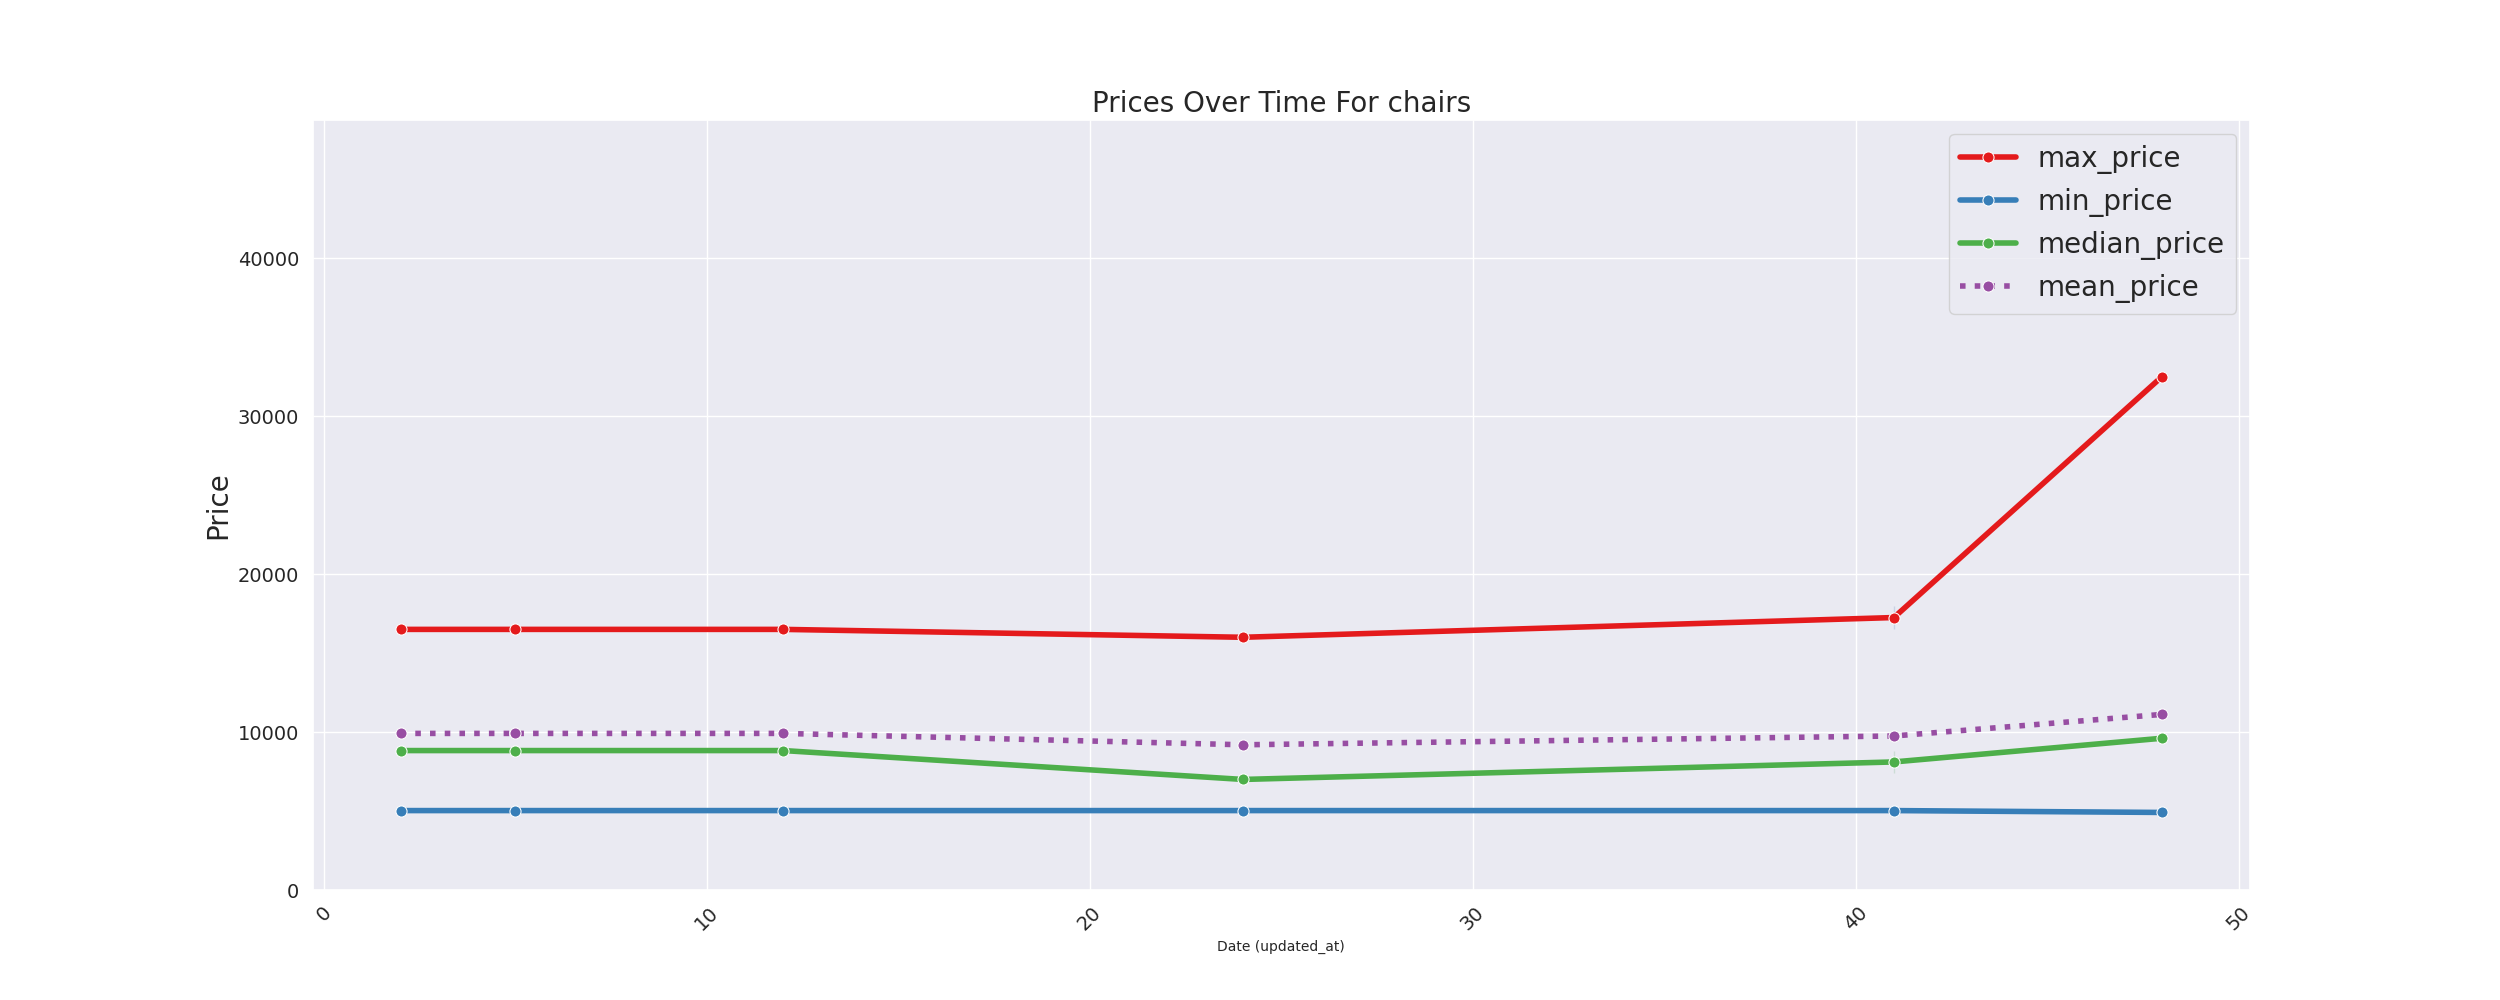 Prices Over Time For chairs
max_price
min_price
median_price
mean_price
Price
40000
30000
20000
10000
0
0 10 20 30 40 50
Date (updated_at)